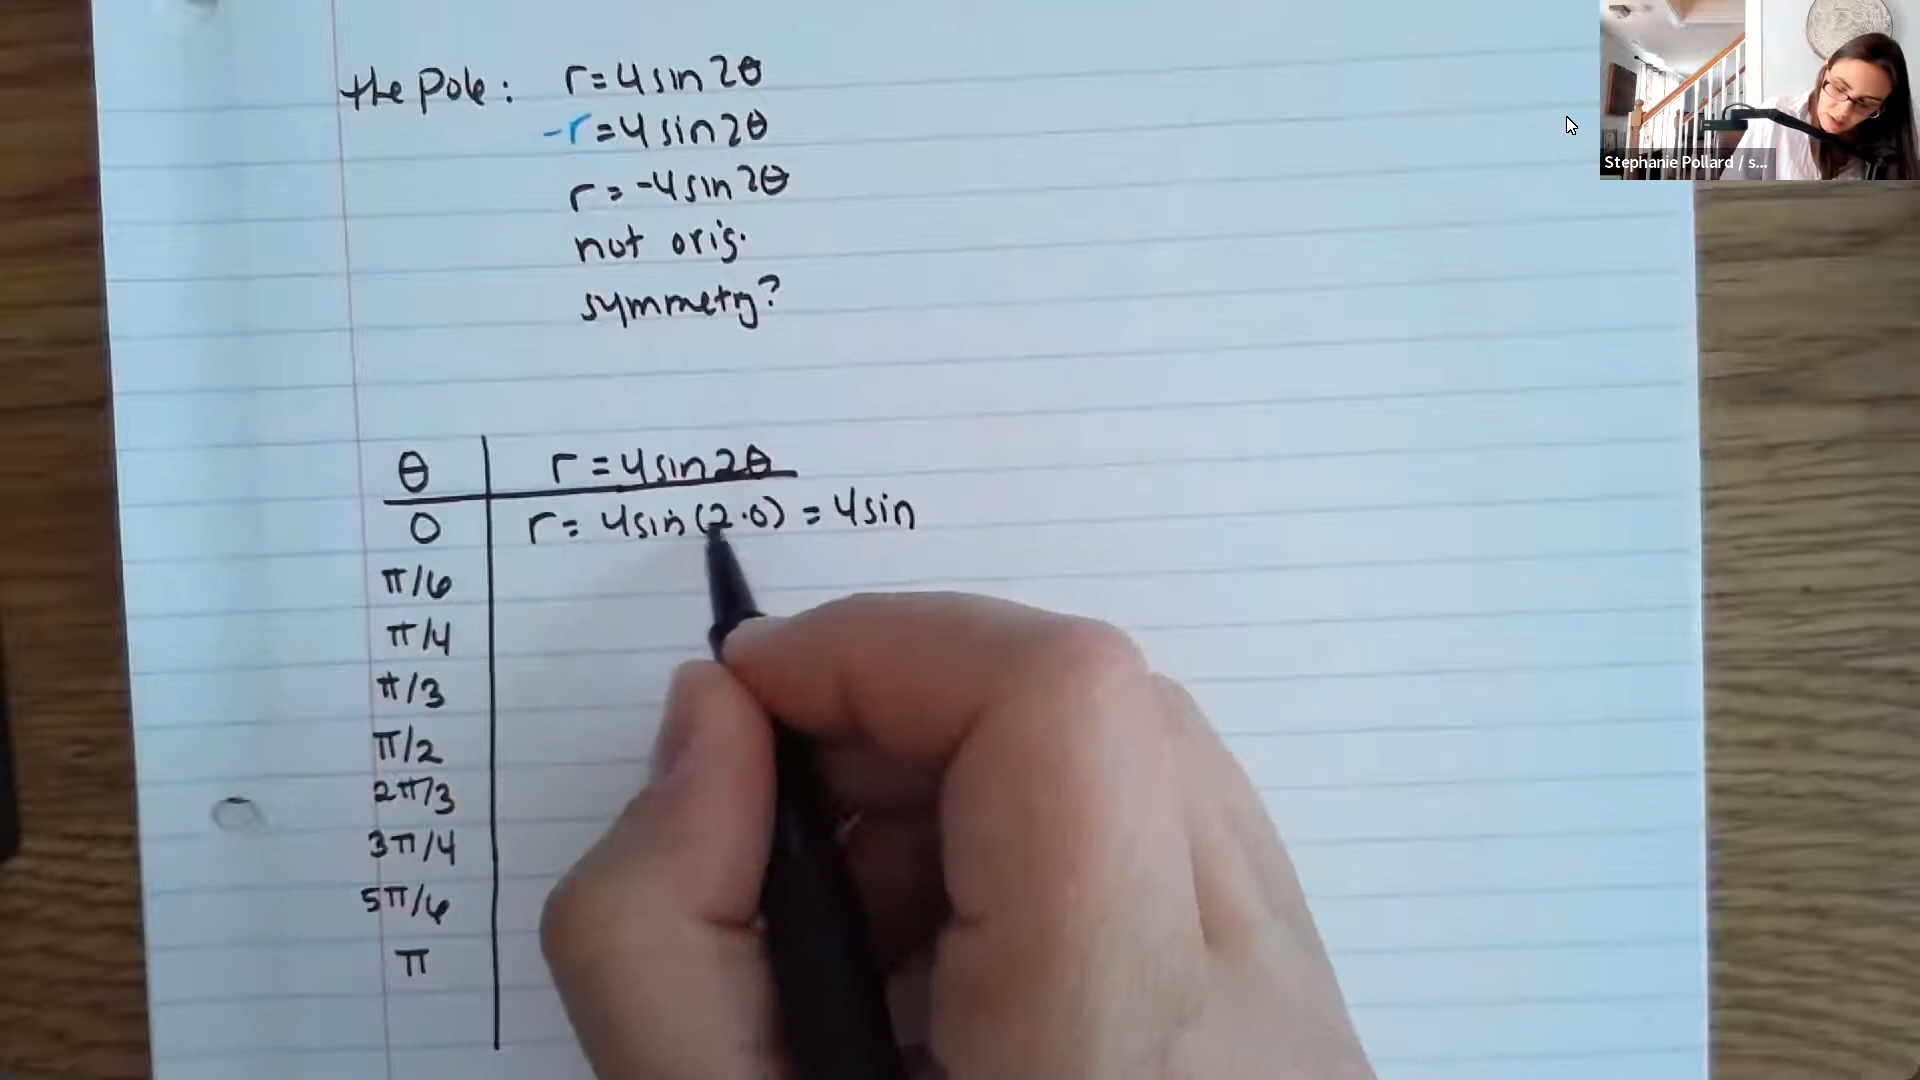 the Pole: r=4sin2θ
-r=4sin2θ
r=-4sin2θ
not orig.
symmetry?
θ r=4sin2θ
0 r=4sin(2·0)=4sin
π/6
π/4
π/3
π/2
2π/3
3π/4
5π/6
π
Stephanie Pollard / s...